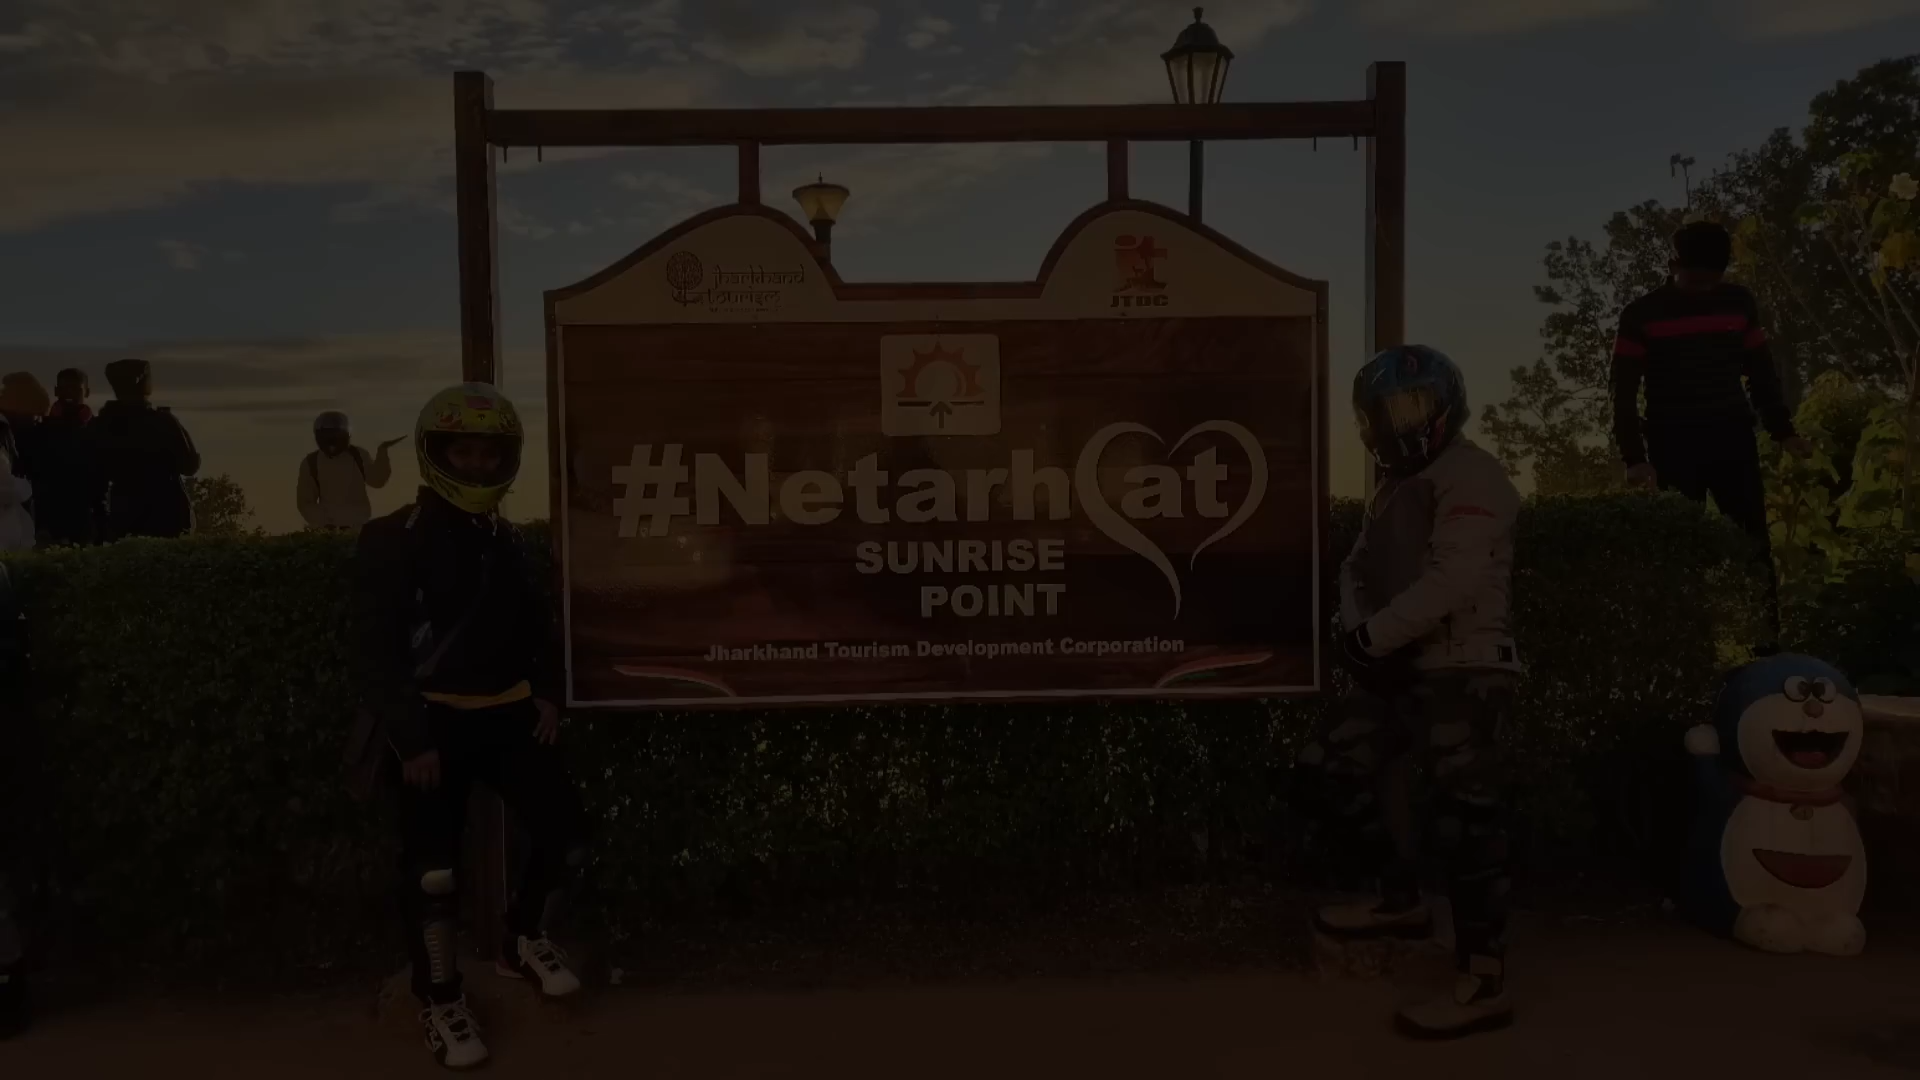 jharkhand
tourism
JTDC
#Netarhat
SUNRISE
POINT
Jharkhand Tourism Development Corporation